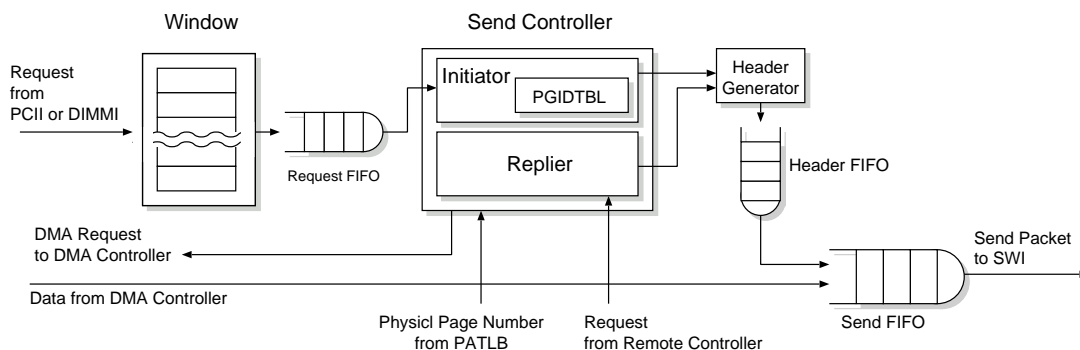 Window
Send Controller
Request
from
PCII or DIMMI
Initiator
PGIDTBL
Header
Generator
Request FIFO
Replier
Header FIFO
DMA Request
to DMA Controller
Send Packet
to SWI
Data from DMA Controller
Physicl Page Number
from PATLB
Request
from Remote Controller
Send FIFO